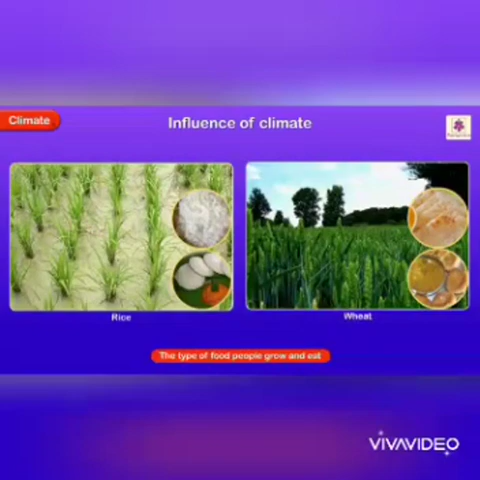 Climate
Influence of climate
Rice
Wheat
The type of food people grow and eat
VIVAVIDEO